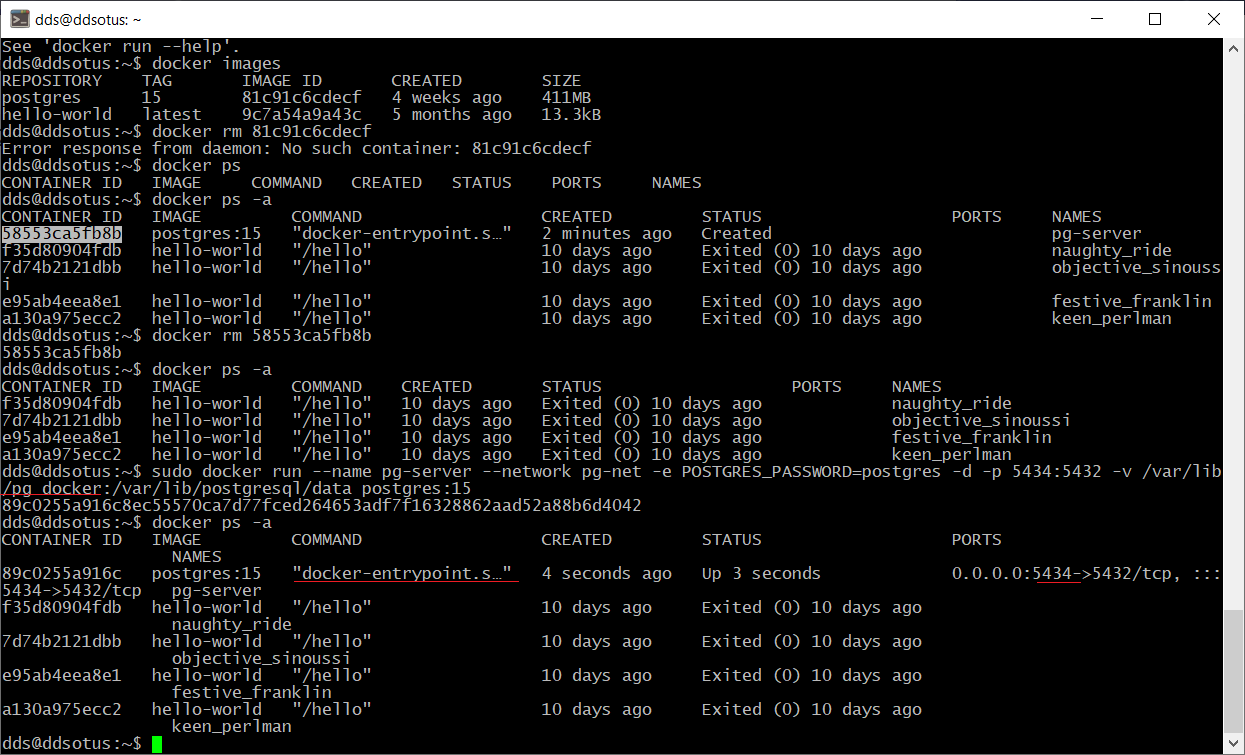 dds@ddsotus: ~
See 'docker run --help'.
dds@ddsotus:~$ docker images
REPOSITORY    TAG       IMAGE ID       CREATED        SIZE
postgres      15        81c91c6cdecf   4 weeks ago    411MB
hello-world   latest    9c7a54a9a43c   5 months ago   13.3kB
dds@ddsotus:~$ docker rm 81c91c6cdecf
Error response from daemon: No such container: 81c91c6cdecf
dds@ddsotus:~$ docker ps
CONTAINER ID   IMAGE     COMMAND   CREATED   STATUS    PORTS     NAMES
dds@ddsotus:~$ docker ps -a
CONTAINER ID   IMAGE         COMMAND                  CREATED         STATUS                   PORTS     NAMES
58553ca5fb8b   postgres:15   "docker-entrypoint.s…"   2 minutes ago   Created                            pg-server
f35d80904fdb   hello-world   "/hello"                 10 days ago     Exited (0) 10 days ago             naughty_ride
7d74b2121dbb   hello-world   "/hello"                 10 days ago     Exited (0) 10 days ago             objective_sinouss
i
e95ab4eea8e1   hello-world   "/hello"                 10 days ago     Exited (0) 10 days ago             festive_franklin
a130a975ecc2   hello-world   "/hello"                 10 days ago     Exited (0) 10 days ago             keen_perlman
dds@ddsotus:~$ docker rm 58553ca5fb8b
58553ca5fb8b
dds@ddsotus:~$ docker ps -a
CONTAINER ID   IMAGE         COMMAND    CREATED       STATUS                   PORTS     NAMES
f35d80904fdb   hello-world   "/hello"   10 days ago   Exited (0) 10 days ago             naughty_ride
7d74b2121dbb   hello-world   "/hello"   10 days ago   Exited (0) 10 days ago             objective_sinoussi
e95ab4eea8e1   hello-world   "/hello"   10 days ago   Exited (0) 10 days ago             festive_franklin
a130a975ecc2   hello-world   "/hello"   10 days ago   Exited (0) 10 days ago             keen_perlman
dds@ddsotus:~$ sudo docker run --name pg-server --network pg-net -e POSTGRES_PASSWORD=postgres -d -p 5434:5432 -v /var/lib
/pg_docker:/var/lib/postgresql/data postgres:15
89c0255a916c8ec55570ca7d77fced264653adf7f16328862aad52a88b6d4042
dds@ddsotus:~$ docker ps -a
CONTAINER ID   IMAGE         COMMAND                  CREATED         STATUS                   PORTS
                 NAMES
89c0255a916c   postgres:15   "docker-entrypoint.s…"   4 seconds ago   Up 3 seconds             0.0.0.0:5434->5432/tcp, :::
5434->5432/tcp   pg-server
f35d80904fdb   hello-world   "/hello"                 10 days ago     Exited (0) 10 days ago
                 naughty_ride
7d74b2121dbb   hello-world   "/hello"                 10 days ago     Exited (0) 10 days ago
                 objective_sinoussi
e95ab4eea8e1   hello-world   "/hello"                 10 days ago     Exited (0) 10 days ago
                 festive_franklin
a130a975ecc2   hello-world   "/hello"                 10 days ago     Exited (0) 10 days ago
                 keen_perlman
dds@ddsotus:~$